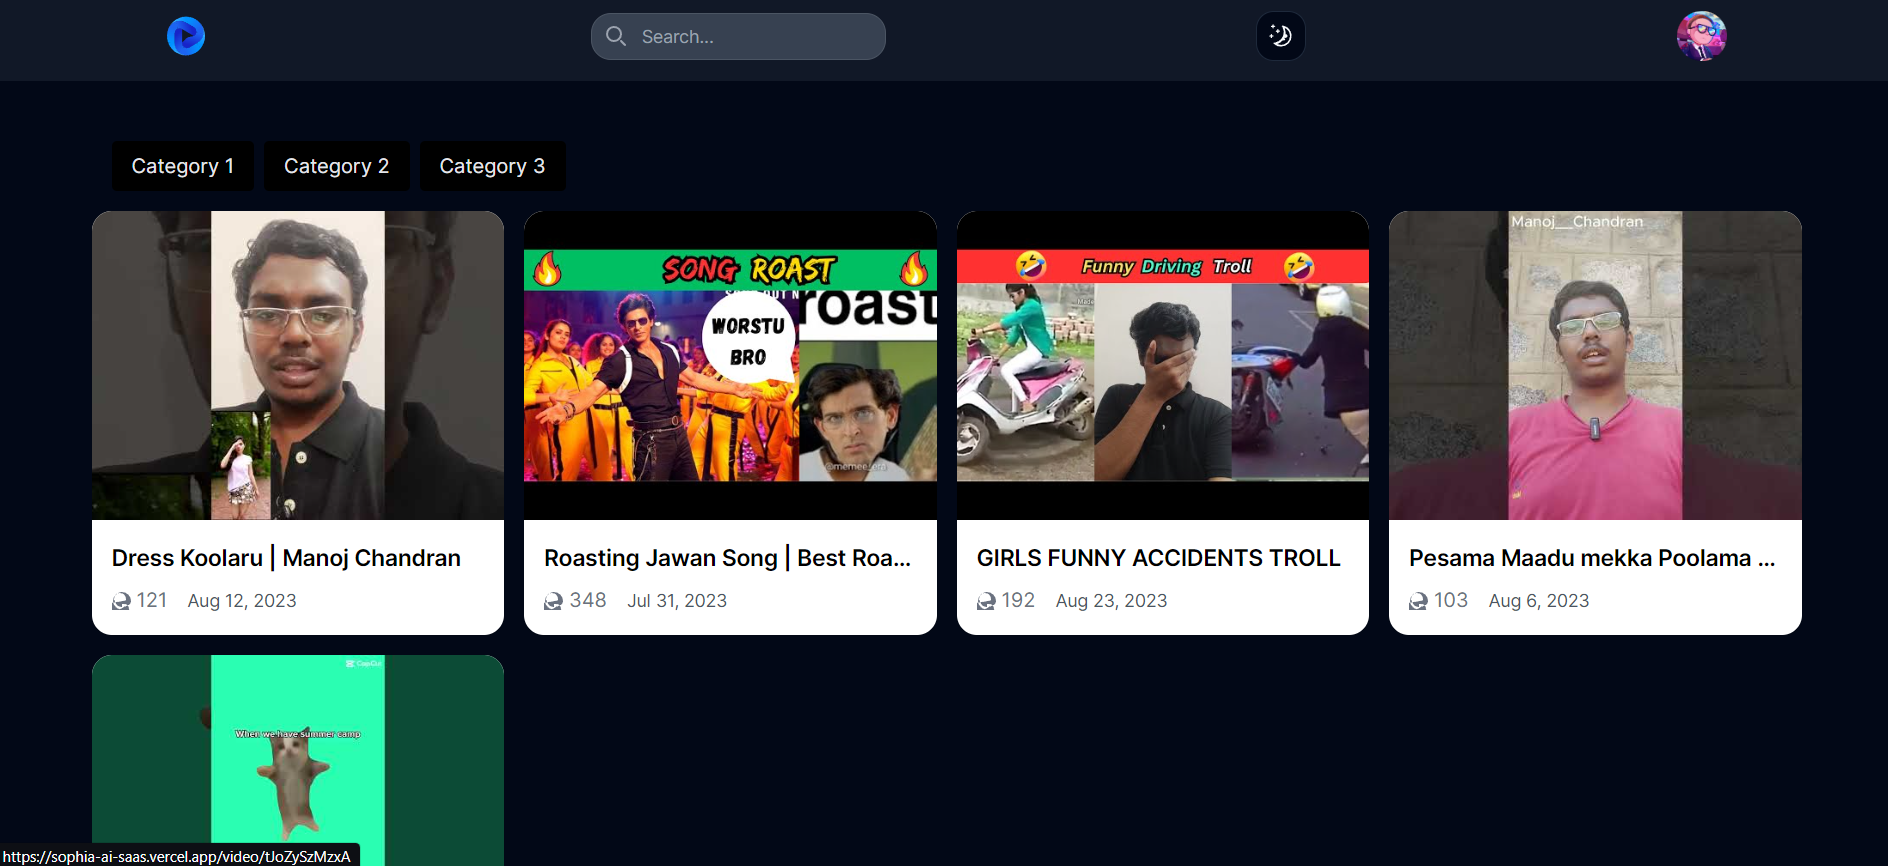 Search...
Category 1
Category 2
Category 3
SONG ROAST
WORSTU
BRO
roast
@memee_era
Funny Driving Troll
Manoj__Chandran
Dress Koolaru | Manoj Chandran
121 Aug 12, 2023
Roasting Jawan Song | Best Roa...
348 Jul 31, 2023
GIRLS FUNNY ACCIDENTS TROLL
192 Aug 23, 2023
Pesama Maadu mekka Poolama ...
103 Aug 6, 2023
CapCut
When we have summer camp
https://sophia-ai-saas.vercel.app/video/tJoZySzMzxA